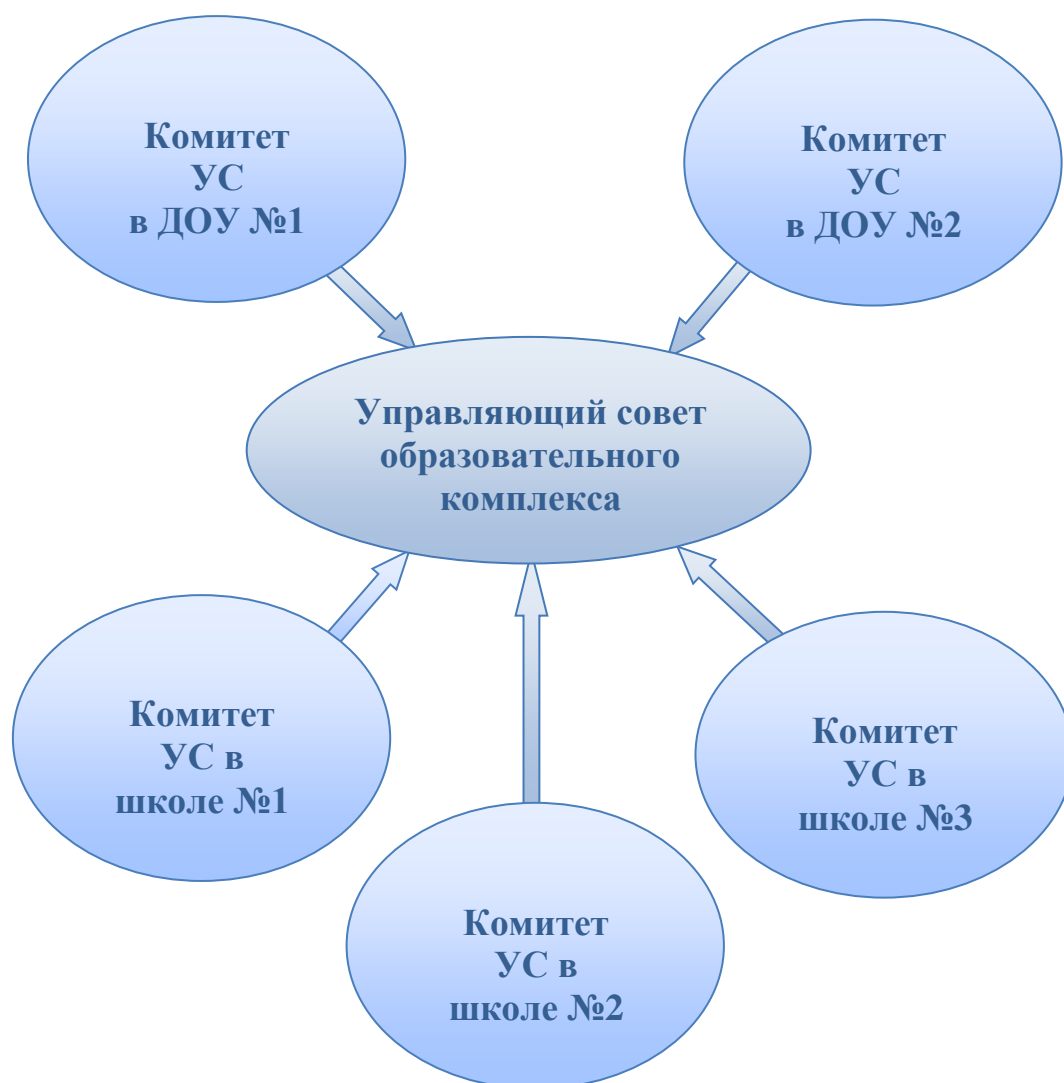 Комитет
УС
в ДОУ №1
Комитет
УС
в ДОУ №2
Управляющий совет
образовательного
комплекса
Комитет
УС в
школе №1
Комитет
УС в
школе №2
Комитет
УС в
школе №3